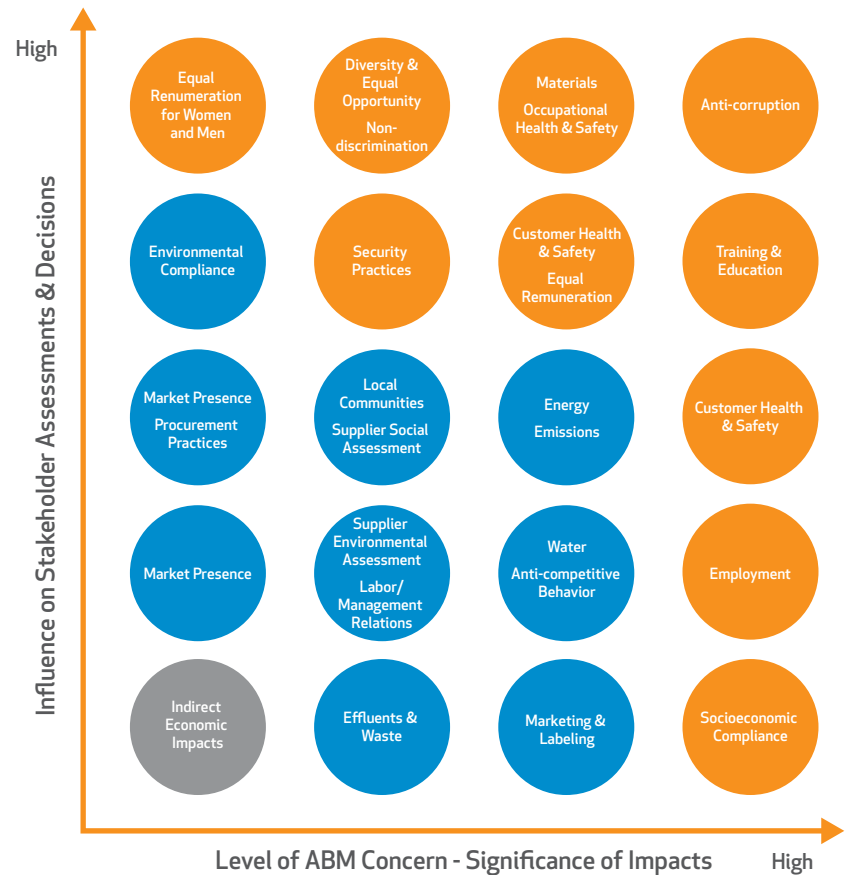 High
Influence on Stakeholder Assessments & Decisions
Equal
Renumeration
for Women
and Men
Diversity &
Equal
Opportunity
Non-
discrimination
Materials
Occupational
Health & Safety
Anti-corruption
Environmental
Compliance
Security
Practices
Customer Health
& Safety
Equal
Remuneration
Training &
Education
Market Presence
Procurement
Practices
Local
Communities
Supplier Social
Assessment
Energy
Emissions
Customer Health
& Safety
Market Presence
Supplier
Environmental
Assessment
Labor/
Management
Relations
Water
Anti-competitive
Behavior
Employment
Indirect
Economic
Impacts
Effluents &
Waste
Marketing &
Labeling
Socioeconomic
Compliance
Level of ABM Concern - Significance of Impacts
High